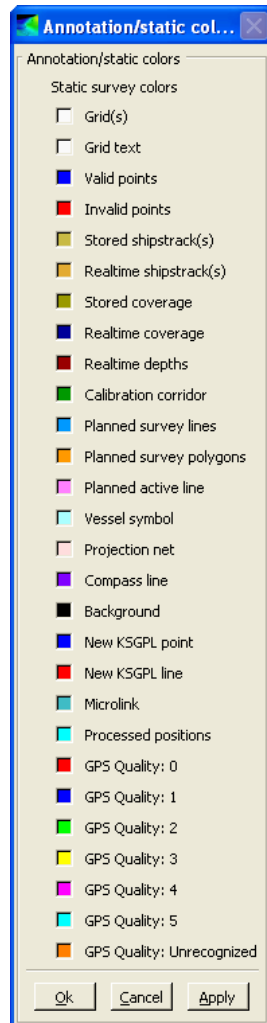 Annotation/static col...
Annotation/static colors
Static survey colors
Grid(s)
Grid text
Valid points
Invalid points
Stored shipstrack(s)
Realtime shipstrack(s)
Stored coverage
Realtime coverage
Realtime depths
Calibration corridor
Planned survey lines
Planned survey polygons
Planned active line
Vessel symbol
Projection net
Compass line
Background
New KSGPL point
New KSGPL line
Microlink
Processed positions
GPS Quality: 0
GPS Quality: 1
GPS Quality: 2
GPS Quality: 3
GPS Quality: 4
GPS Quality: 5
GPS Quality: Unrecognized
Ok Cancel Apply